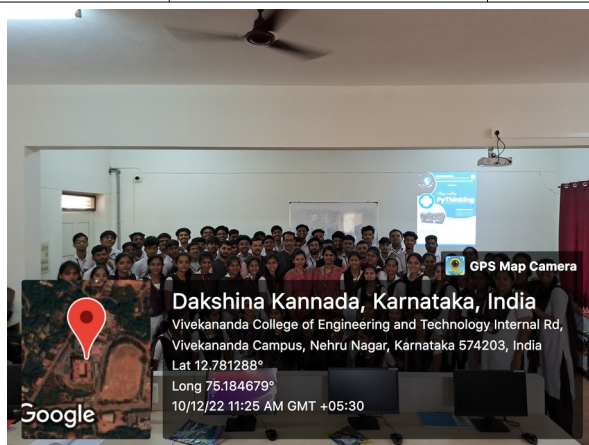 PyThinking
GPS Map Camera
Dakshina Kannada, Karnataka, India
Vivekananda College of Engineering and Technology Internal Rd,
Vivekananda Campus, Nehru Nagar, Karnataka 574203, India
Lat 12.781288°
Long 75.184679°
10/12/22 11:25 AM GMT +05:30
Google